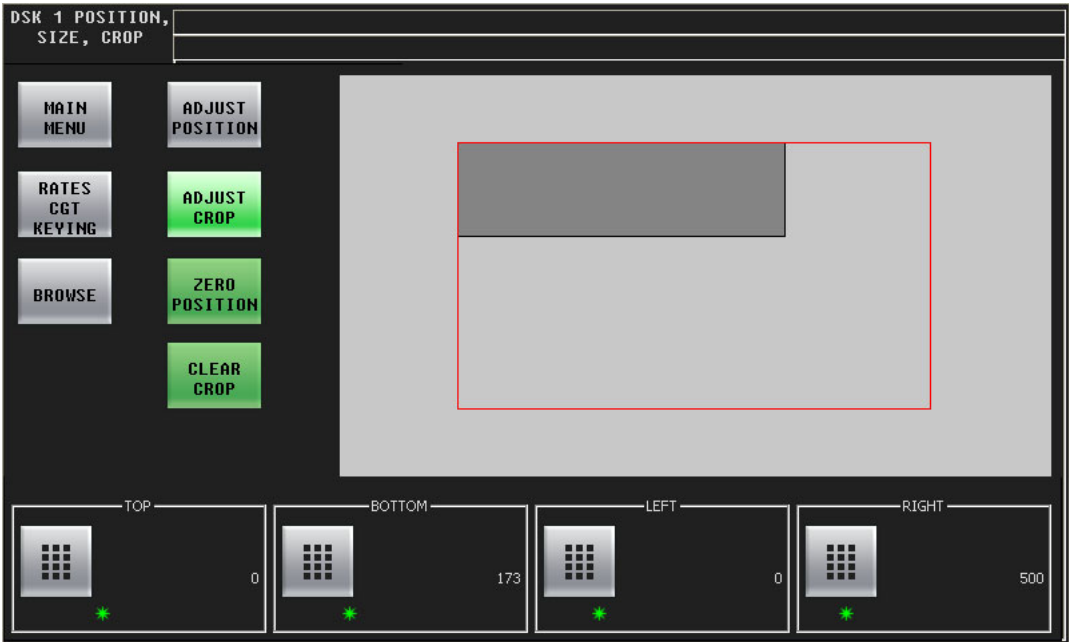 DSK 1 POSITION,
SIZE, CROP
MAIN
MENU
ADJUST
POSITION
RATES
CGT
KEYING
ADJUST
CROP
BROWSE
ZERO
POSITION
CLEAR
CROP
TOP
0
BOTTOM
173
LEFT
0
RIGHT
500